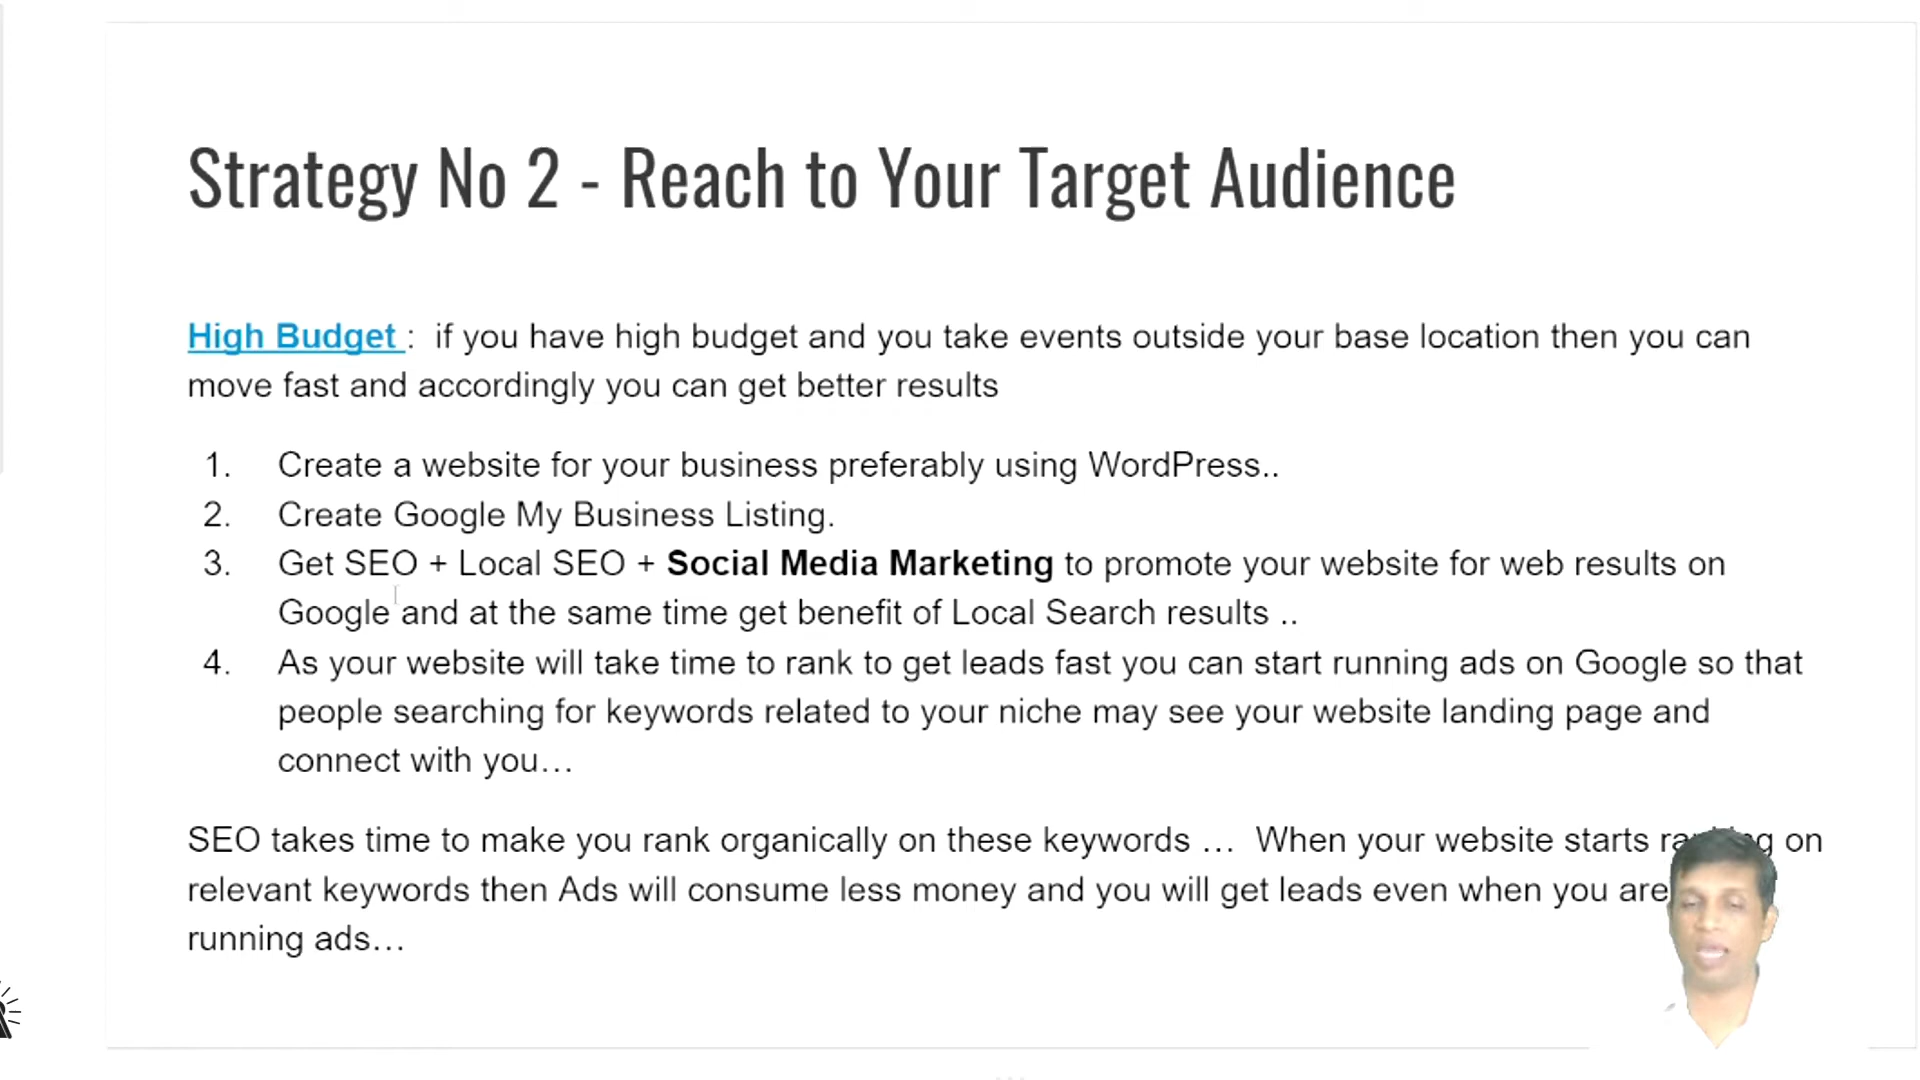 Strategy No 2 - Reach to Your Target Audience
High Budget : if you have high budget and you take events outside your base location then you can
move fast and accordingly you can get better results
1. Create a website for your business preferably using WordPress..
2. Create Google My Business Listing.
3. Get SEO + Local SEO + Social Media Marketing to promote your website for web results on
Google and at the same time get benefit of Local Search results ..
4. As your website will take time to rank to get leads fast you can start running ads on Google so that
people searching for keywords related to your niche may see your website landing page and
connect with you…
SEO takes time to make you rank organically on these keywords … When your website starts ranking on
relevant keywords then Ads will consume less money and you will get leads even when you are
running ads…